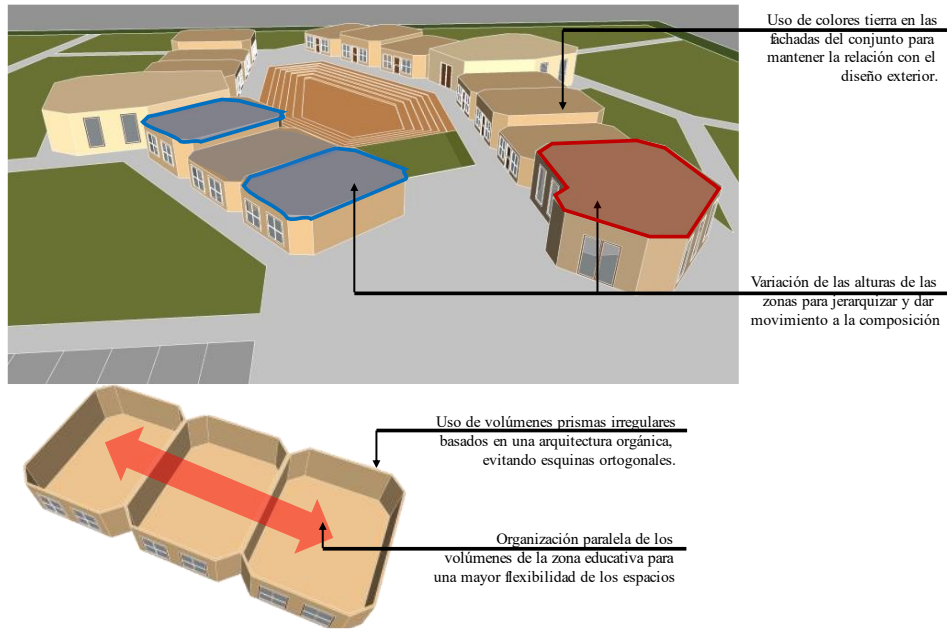 Uso de colores tierra en las
fachadas del conjunto para
mantener la relación con el
diseño exterior.
Variación de las alturas de las
zonas para jerarquizar y dar
movimiento a la composición
Uso de volúmenes prismas irregulares
basados en una arquitectura orgánica,
evitando esquinas ortogonales.
Organización paralela de los
volúmenes de la zona educativa para
una mayor flexibilidad de los espacios